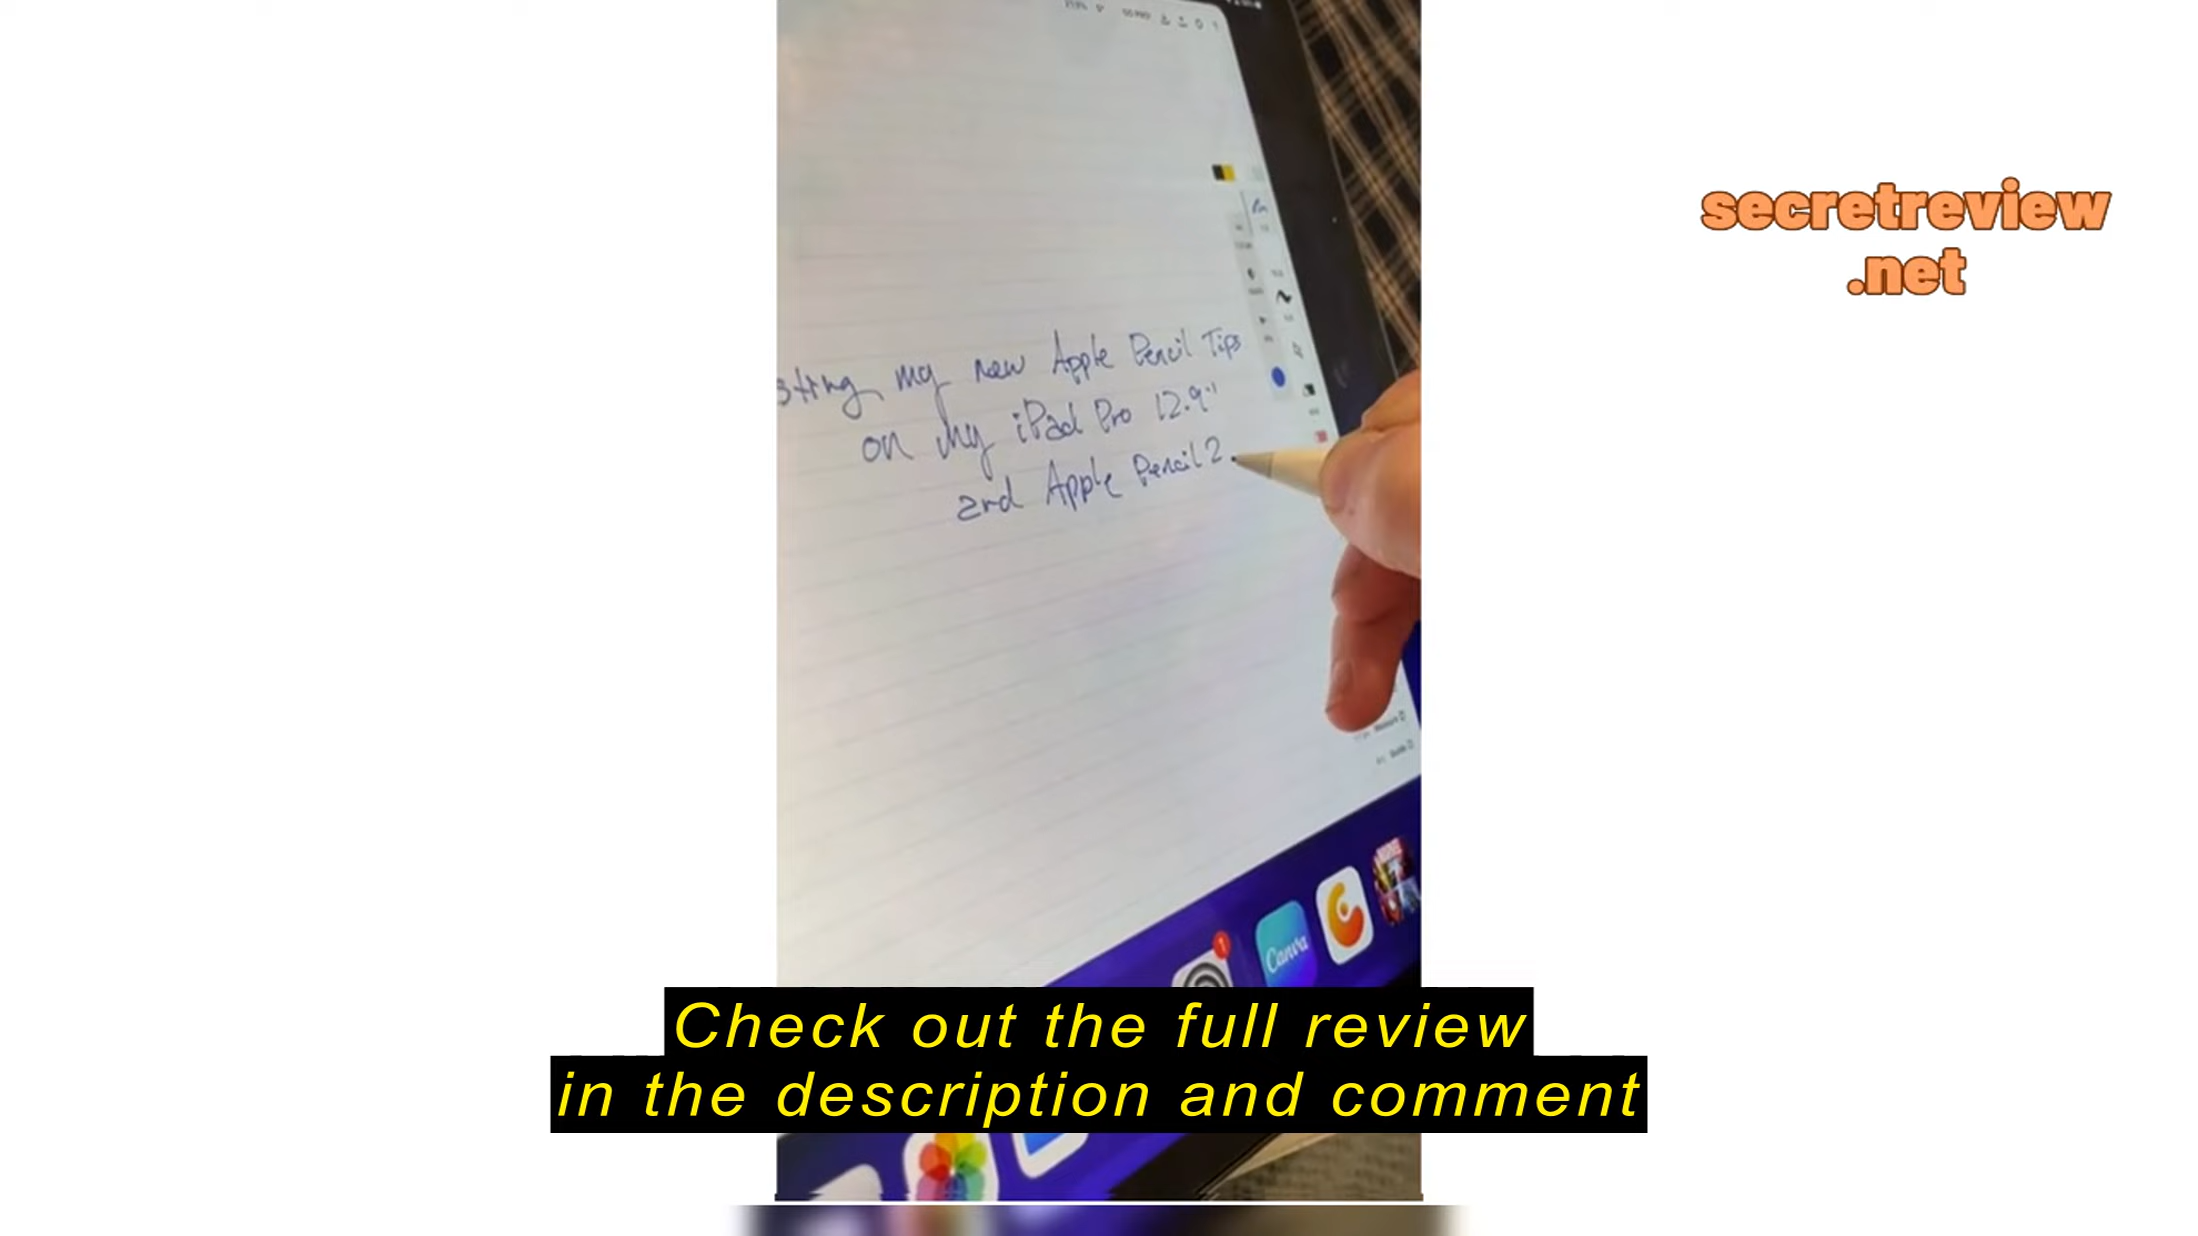 secretreview
.net
my new Apple Pencil Tips
on my iPad Pro 12.9"
and Apple Pencil 2.
Canva
Check out the full review
in the description and comment